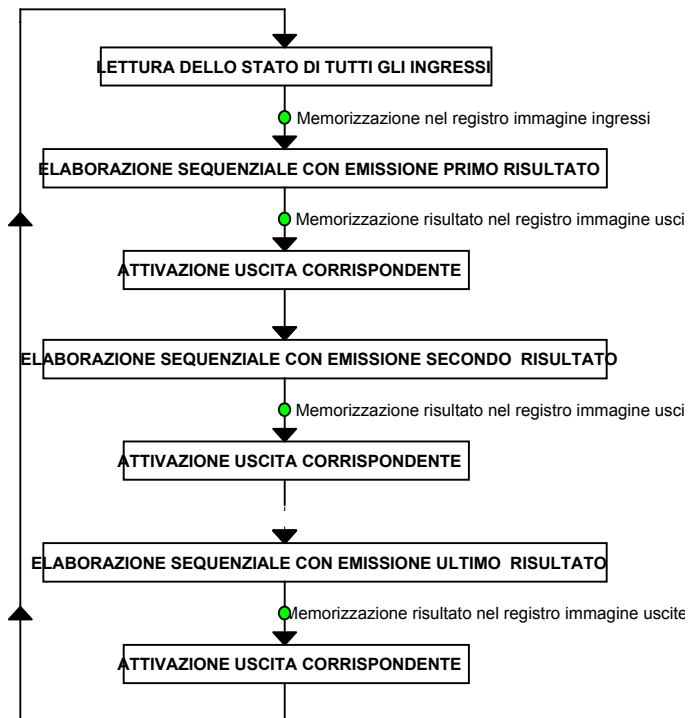 LETTURA DELLO STATO DI TUTTI GLI INGRESSI
Memorizzazione nel registro immagine ingressi
ELABORAZIONE SEQUENZIALE CON EMISSIONE PRIMO RISULTATO
Memorizzazione risultato nel registro immagine usci
ATTIVAZIONE USCITA CORRISPONDENTE
ELABORAZIONE SEQUENZIALE CON EMISSIONE SECONDO RISULTATO
Memorizzazione risultato nel registro immagine usci
ATTIVAZIONE USCITA CORRISPONDENTE
ELABORAZIONE SEQUENZIALE CON EMISSIONE ULTIMO RISULTATO
Memorizzazione risultato nel registro immagine uscite
ATTIVAZIONE USCITA CORRISPONDENTE